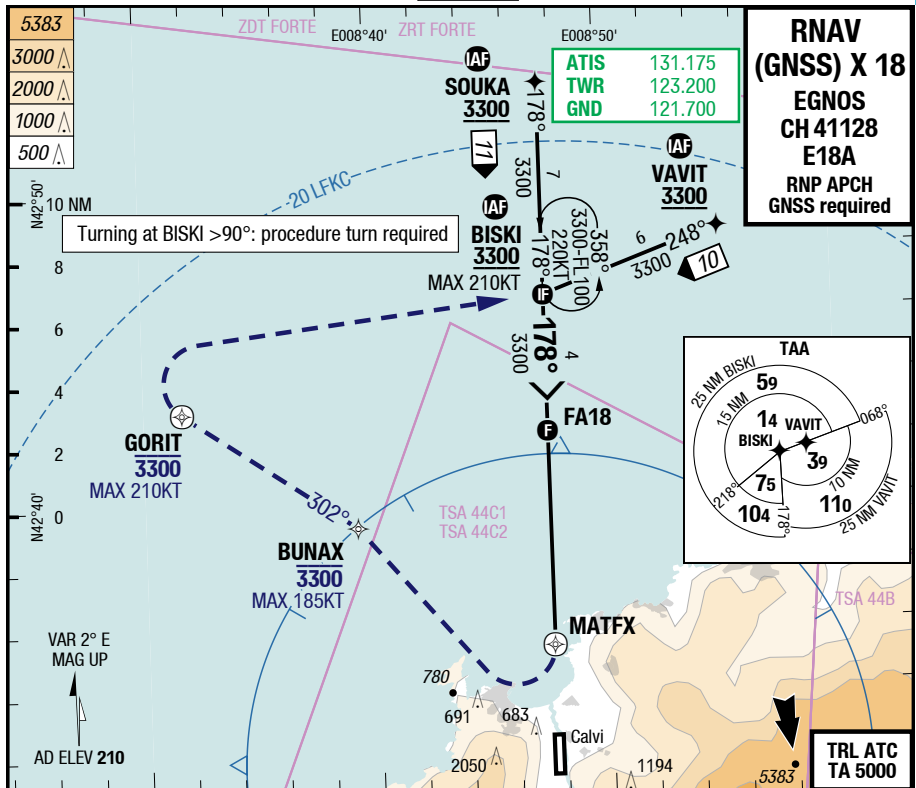 5383
3000
2000
1000
500
ZDT FORTE
ZRT FORTE
E008°40'
E008°50'
IAF
SOUKA
3300
11
178°
7
3300
ATIS 131.175
TWR 123.200
GND 121.700
RNAV
(GNSS) X 18
EGNOS
CH 41128
E18A
RNP APCH
GNSS required
IAF
VAVIT
3300
20 LFKC
N42°50'
10 NM
Turning at BISKI >90°: procedure turn required
IAF
BISKI
3300
MAX 210KT
178°
358°
3300-FL100
220KT
6
248°
3300
10
8
IF
6
178°
4
3300
4
GORIT
3300
MAX 210KT
F
FA18
2
N42°40'
0
302°
BUNAX
3300
MAX 185KT
TSA 44C1
TSA 44C2
TAA
25 NM BISKI
59
15 NM
14
068°
VAVIT
BISKI
39
75
10 NM
218°
104
178°
110
25 NM VAVIT
TSA 44B
MATFX
VAR 2° E
MAG UP
AD ELEV 210
780
691
683
2050
Calvi
1194
5383
TRL ATC
TA 5000